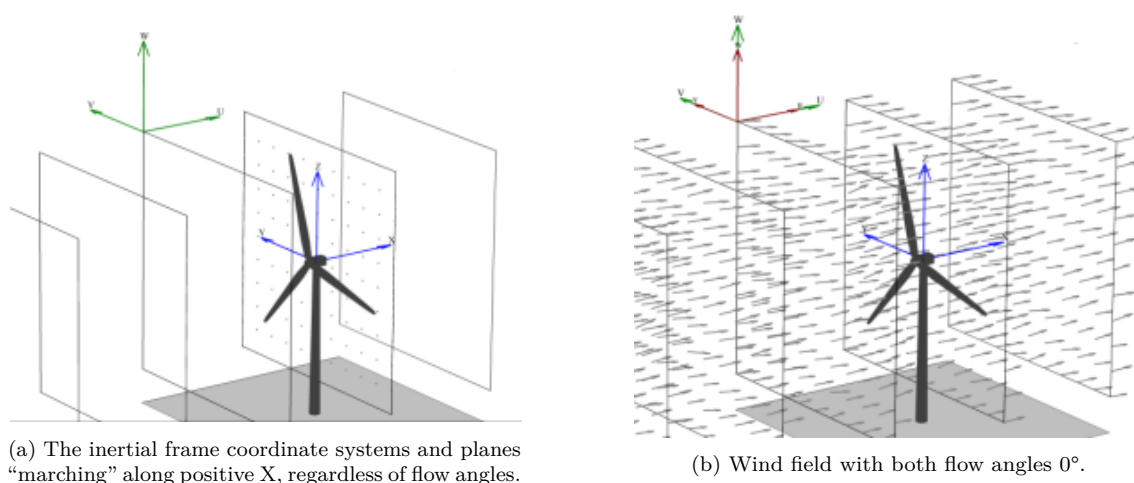 W
V
U
Z
Y
X
W
V
U
Z
Y
X
(a) The inertial frame coordinate systems and planes
“marching” along positive X, regardless of flow angles.
(b) Wind field with both flow angles 0°.